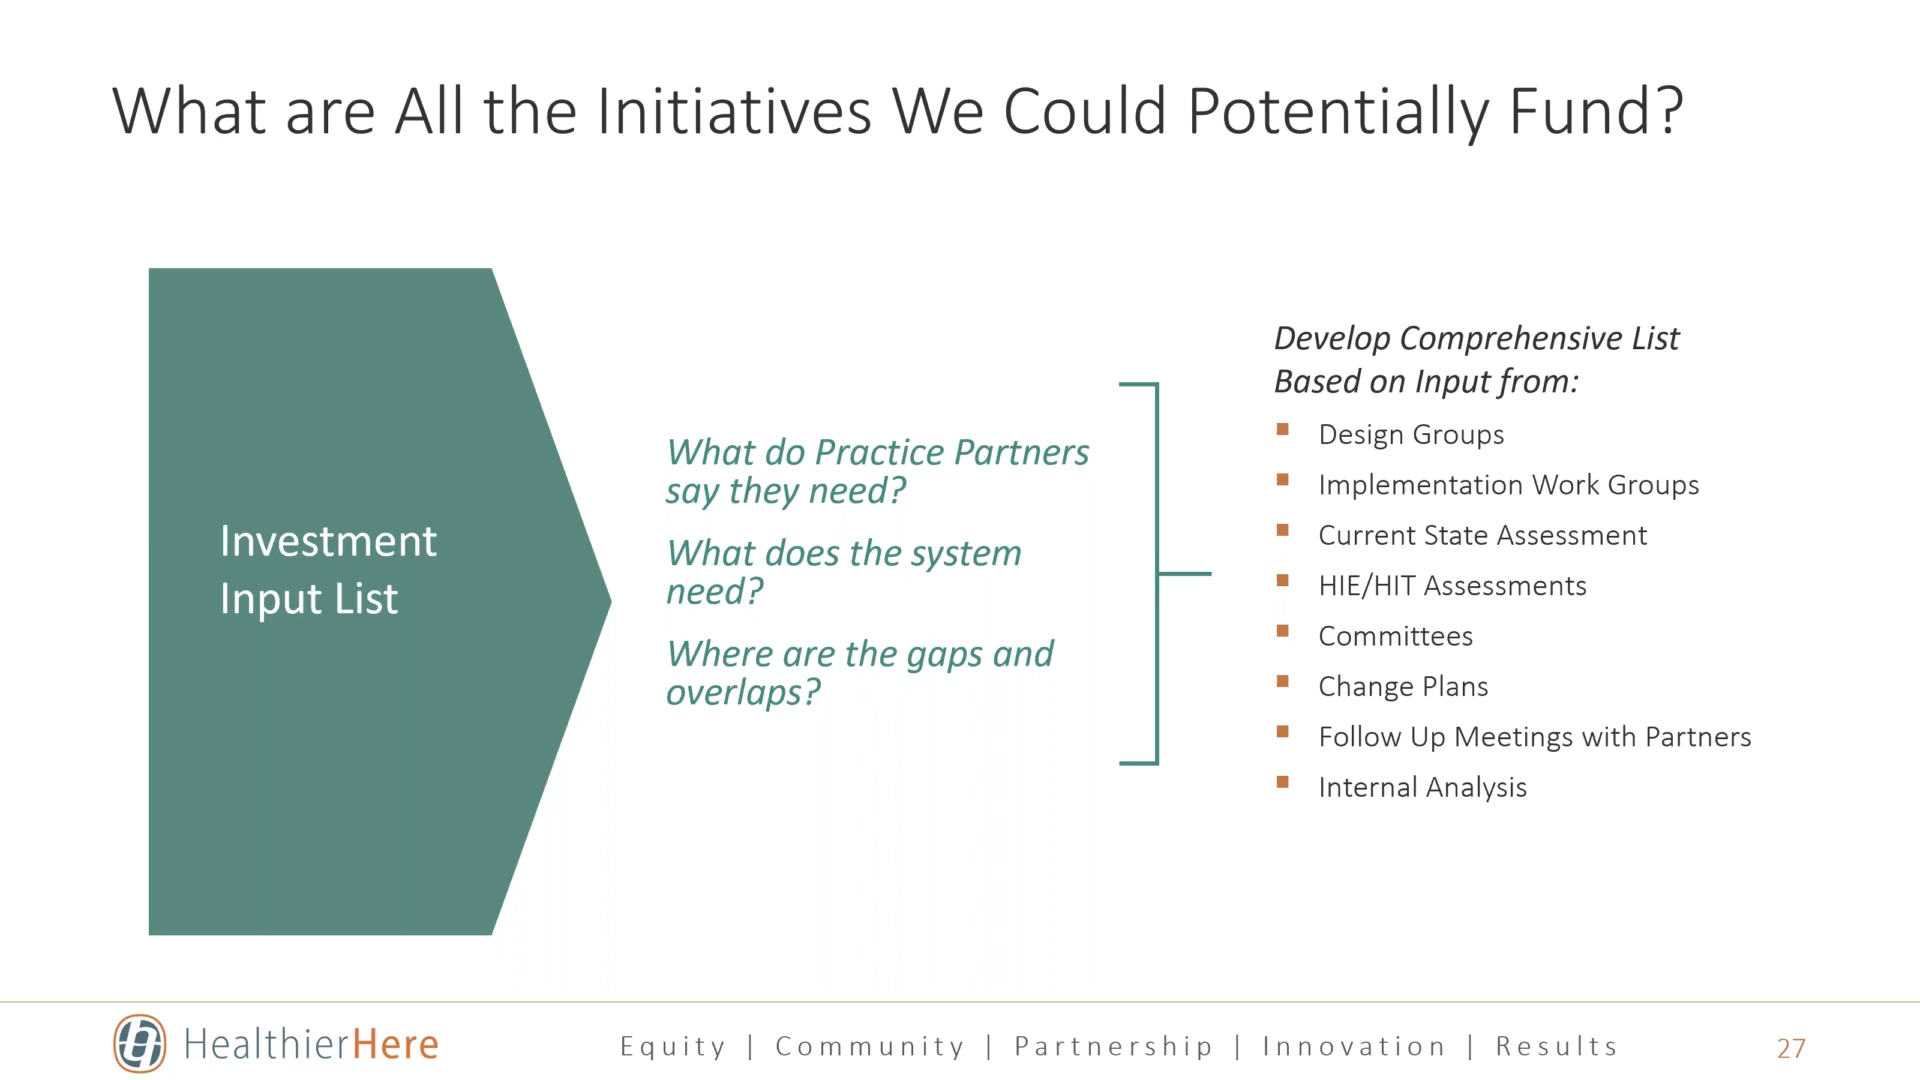 What are All the Initiatives We Could Potentially Fund?
Investment
Input List
What do Practice Partners
say they need?
What does the system
need?
Where are the gaps and
overlaps?
Develop Comprehensive List
Based on Input from:
Design Groups
Implementation Work Groups
Current State Assessment
HIE/HIT Assessments
Committees
Change Plans
Follow Up Meetings with Partners
Internal Analysis
HealthierHere
Equity | Community | Partnership | Innovation | Results
27